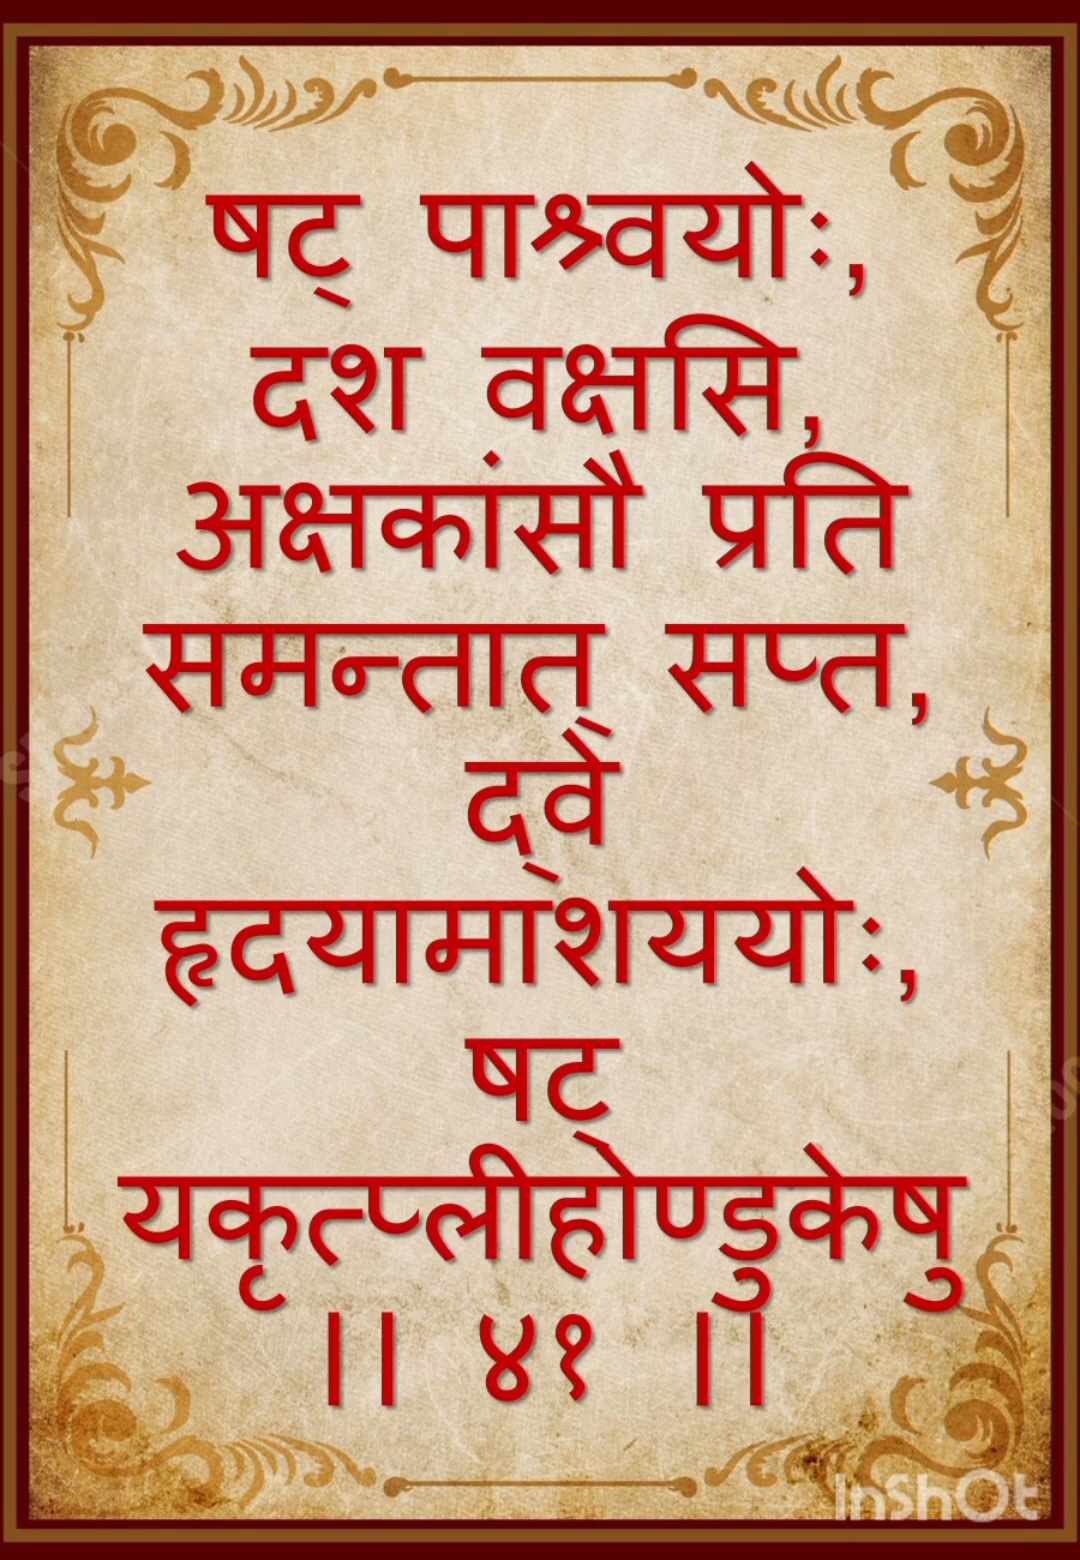 षट् पाश्र्वयोः,
दश वक्षसि,
अक्षकांसौ प्रति
समन्तात् सप्त,
द्वे
हृदयामाशययोः,
षट्
यकृत्प्लीहोण्डुकेषु
।। ४१ ।।
InShOt